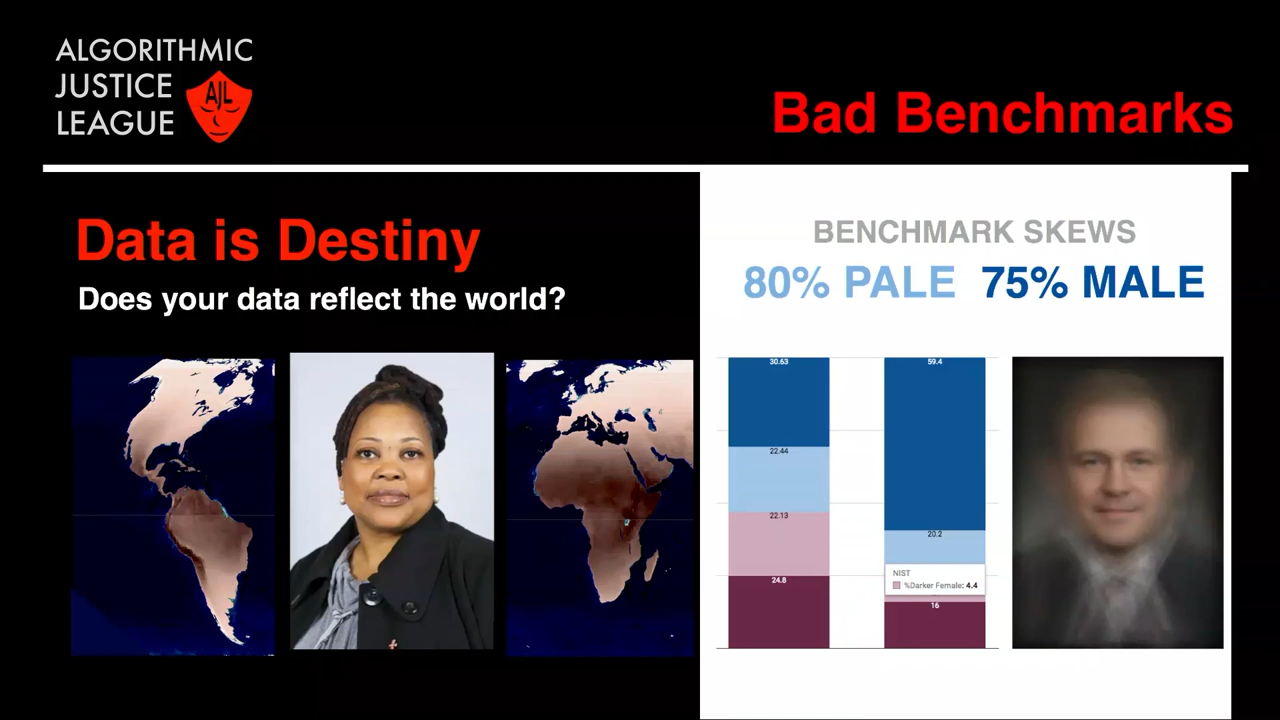 ALGORITHMIC
JUSTICE
LEAGUE
AJL
Bad Benchmarks
Data is Destiny
Does your data reflect the world?
BENCHMARK SKEWS
80% PALE 75% MALE
30.63
22.44
22.13
24.8
59.4
20.2
NIST
%Darker Female: 4.4
16